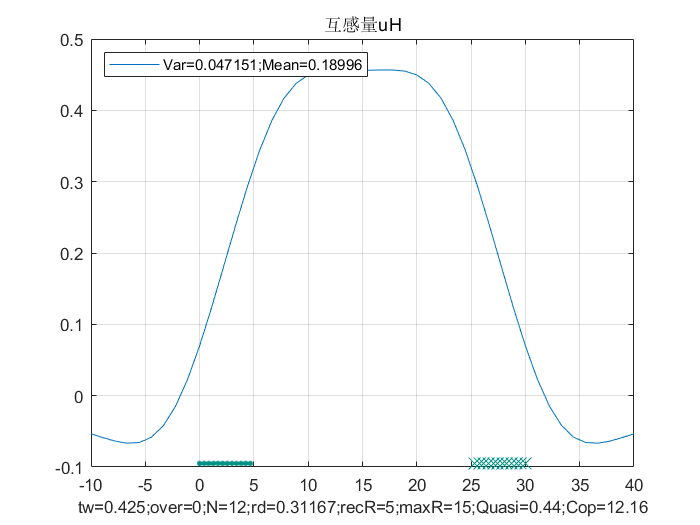 互感量uH
0.5
Var=0.047151;Mean=0.18996
0.4
0.3
0.2
0.1
0
-0.1
-10 -5 0 5 10 15 20 25 30 35 40
tw=0.425;over=0;N=12;rd=0.31167;recR=5;maxR=15;Quasi=0.44;Cop=12.16